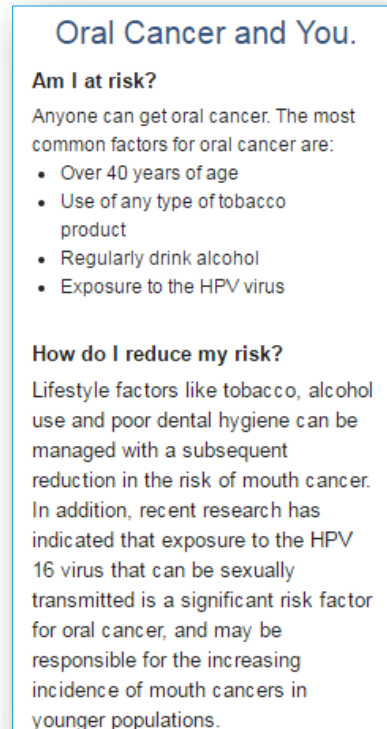 Oral Cancer and You.
Am I at risk?
Anyone can get oral cancer. The most
common factors for oral cancer are:
• Over 40 years of age
• Use of any type of tobacco
product
• Regularly drink alcohol
• Exposure to the HPV virus
How do I reduce my risk?
Lifestyle factors like tobacco, alcohol
use and poor dental hygiene can be
managed with a subsequent
reduction in the risk of mouth cancer.
In addition, recent research has
indicated that exposure to the HPV
16 virus that can be sexually
transmitted is a significant risk factor
for oral cancer, and may be
responsible for the increasing
incidence of mouth cancers in
younger populations.